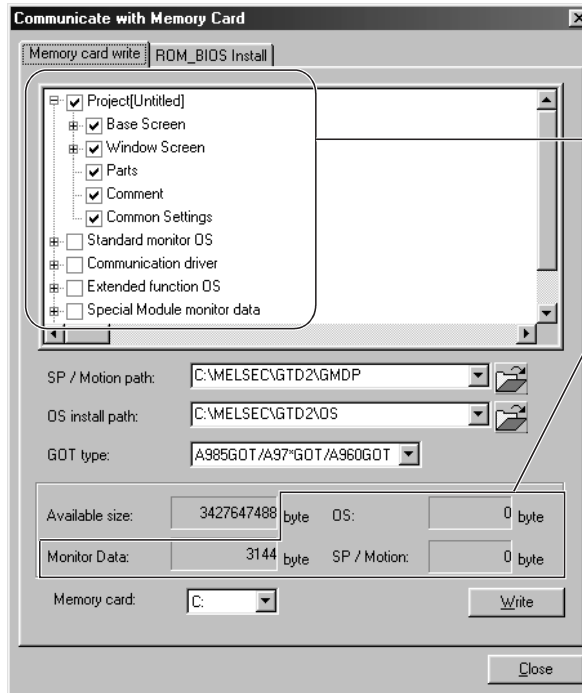 Communicate with Memory Card
Memory card write ROM_BIOS Install
Project[Untitled]
Base Screen
Window Screen
Parts
Comment
Common Settings
Standard monitor OS
Communication driver
Extended function OS
Special Module monitor data
SP / Motion path: C:\MELSEC\GTD2\GMDP
OS install path: C:\MELSEC\GTD2\OS
GOT type: A985GOT/A97*GOT/A960GOT
Available size: 3427647488 byte OS: 0 byte
Monitor Data: 3144 byte SP / Motion: 0 byte
Memory card: C: Write
Close